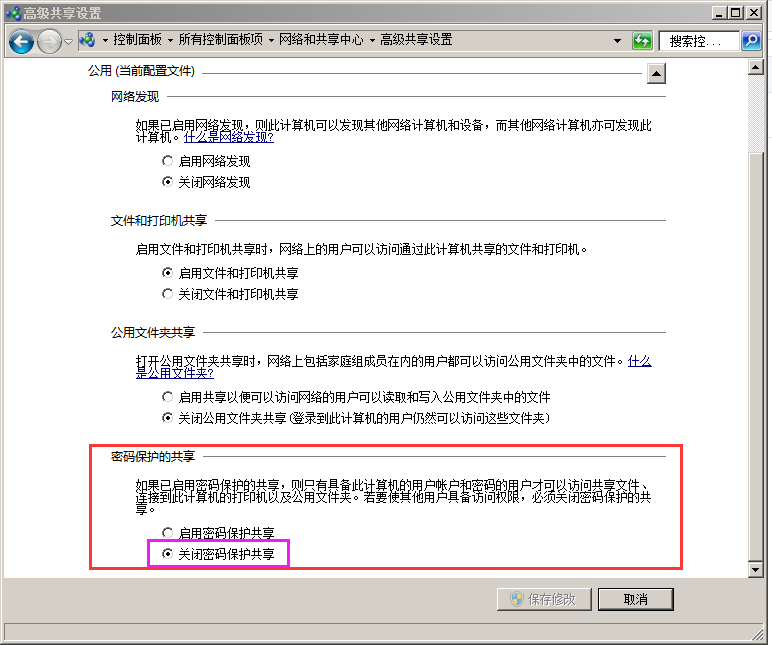 高级共享设置
控制面板 所有控制面板项 网络和共享中心 高级共享设置
搜索控...
公用 (当前配置文件)
网络发现
如果已启用网络发现，则此计算机可以发现其他网络计算机和设备，而其他网络计算机亦可发现此
计算机。什么是网络发现?
启用网络发现
关闭网络发现
文件和打印机共享
启用文件和打印机共享时，网络上的用户可以访问通过此计算机共享的文件和打印机。
启用文件和打印机共享
关闭文件和打印机共享
公用文件夹共享
打开公用文件夹共享时，网络上包括家庭组成员在内的用户都可以访问公用文件夹中的文件。什么
是公用文件夹?
启用共享以便可以访问网络的用户可以读取和写入公用文件夹中的文件
关闭公用文件夹共享(登录到此计算机的用户仍然可以访问这些文件夹)
密码保护的共享
如果已启用密码保护的共享，则只有具备此计算机的用户帐户和密码的用户才可以访问共享文件、
连接到此计算机的打印机以及公用文件夹。若要使其他用户具备访问权限，必须关闭密码保护的共
享。
启用密码保护共享
关闭密码保护共享
保存修改
取消